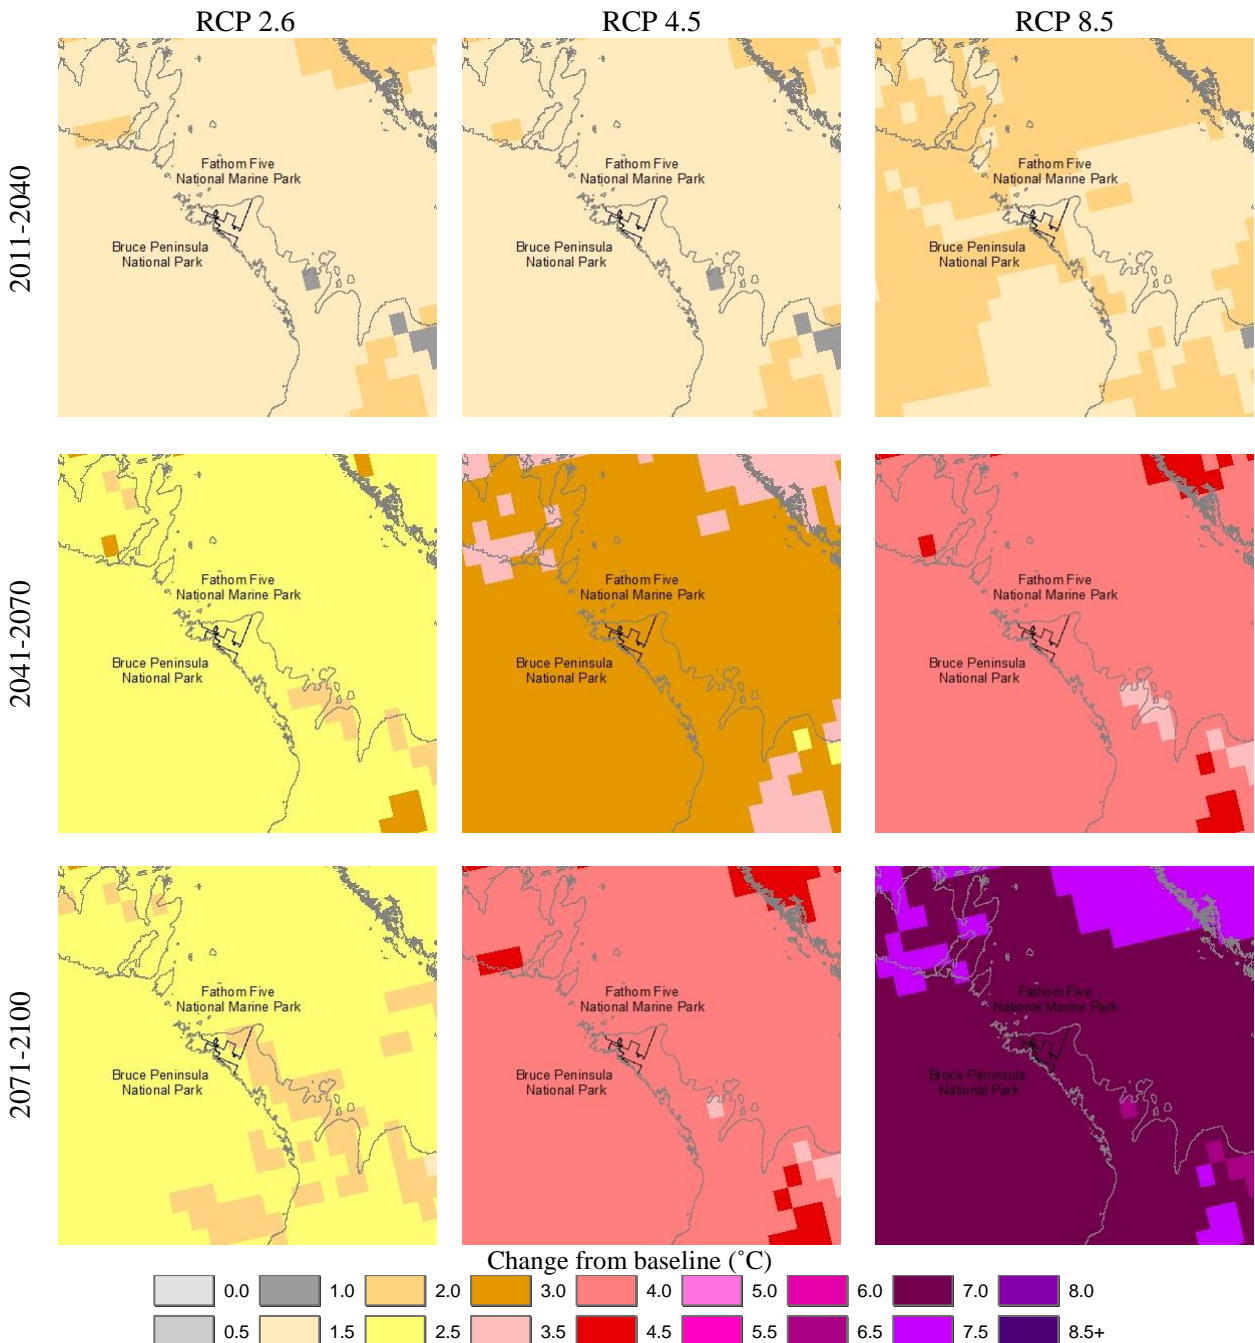 RCP 2.6 RCP 4.5 RCP 8.5
2011-2040
Fathom Five
National Marine Park
Bruce Peninsula
National Park
Fathom Five
National Marine Park
Bruce Peninsula
National Park
Fathom Five
National Marine Park
Bruce Peninsula
National Park
2041-2070
Fathom Five
National Marine Park
Bruce Peninsula
National Park
Fathom Five
National Marine Park
Bruce Peninsula
National Park
Fathom Five
National Marine Park
Bruce Peninsula
National Park
2071-2100
Fathom Five
National Marine Park
Bruce Peninsula
National Park
Fathom Five
National Marine Park
Bruce Peninsula
National Park
Fathom Five
National Marine Park
Bruce Peninsula
National Park
Change from baseline (˚C)
0.0 1.0 2.0 3.0 4.0 5.0 6.0 7.0 8.0
0.5 1.5 2.5 3.5 4.5 5.5 6.5 7.5 8.5+